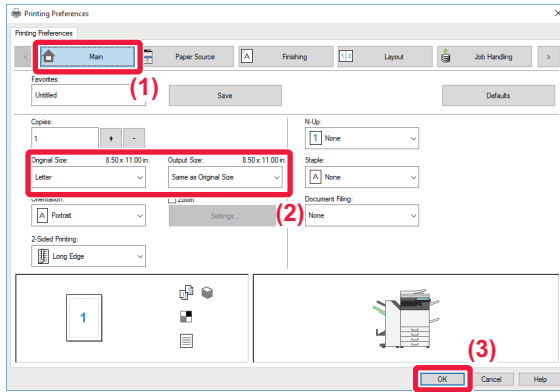 Printing Preferences
Printing Preferences
< Main Paper Source A Finishing 1 2 Layout Job Handling >
(1)
Favorites:
Untitled Save Defaults
Copies: N-Up:
1 + - 1 None
Original Size: 8.50 x 11.00 in. Output Size: 8.50 x 11.00 in. Staple:
Letter Same as Original Size A None
Orientation: Zoom Document Filing:
A Portrait Settings... (2) None
2-Sided Printing:
Long Edge
1
(3)
OK Cancel Help